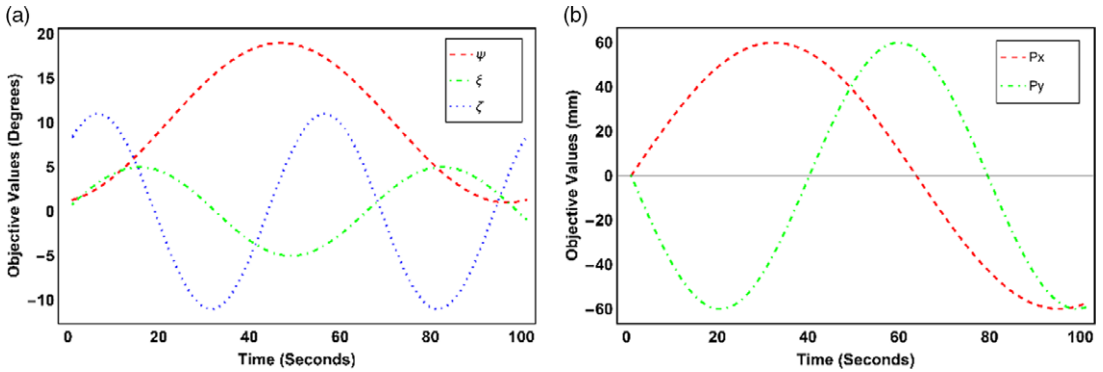 (a)
20
15
10
5
0
−5
−10
Objective Values (Degrees)
ψ
ξ
ζ
0 20 40 60 80 100
Time (Seconds)
(b)
60
40
20
0
−20
−40
−60
Objective Values (mm)
Px
Py
0 20 40 60 80 100
Time (Seconds)